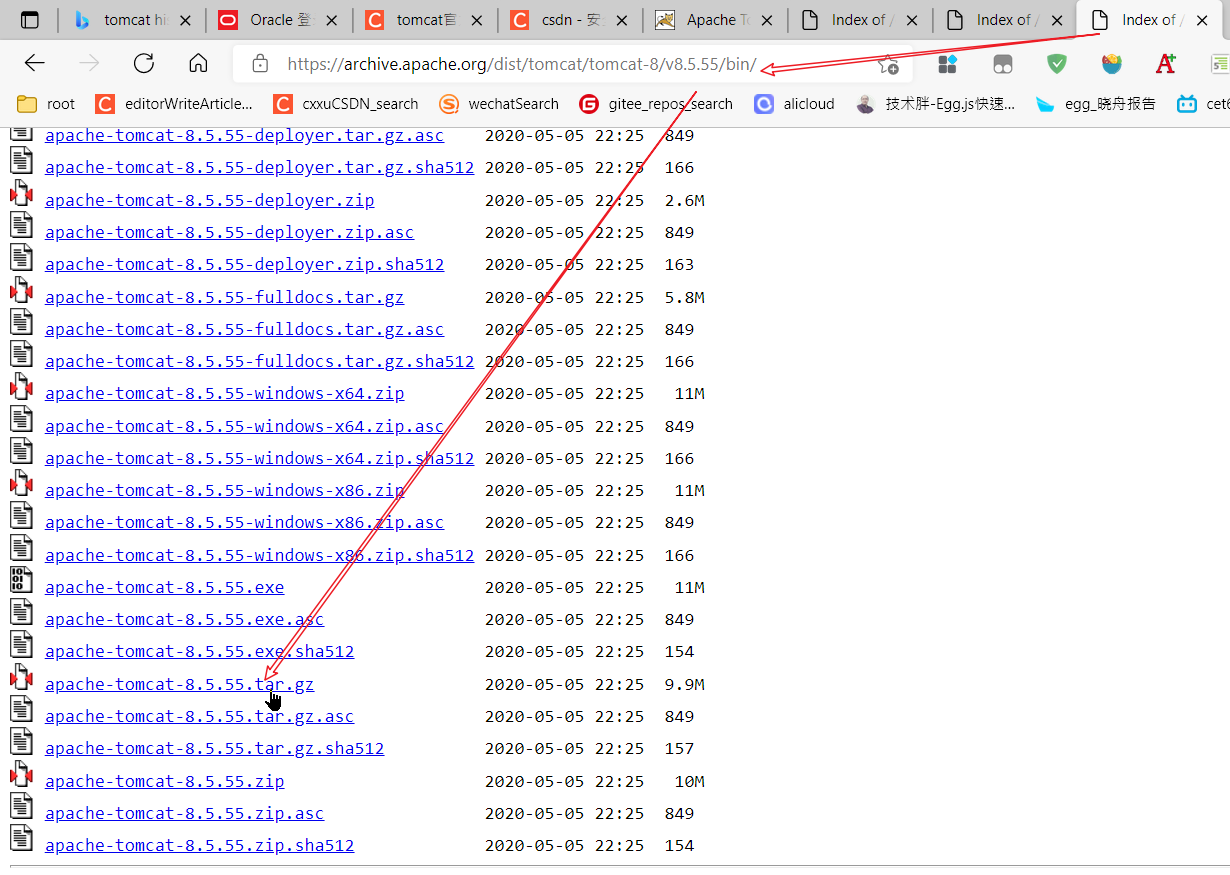 tomcat his
Oracle 登
tomcat官
csdn - 安
Apache To
Index of /
Index of /
Index of /
https://archive.apache.org/dist/tomcat/tomcat-8/v8.5.55/bin/
root
editorWriteArticle...
cxxuCSDN_search
wechatSearch
gitee_repos_search
alicloud
技术胖-Egg.js快速...
egg_晓舟报告
cet6
apache-tomcat-8.5.55-deployer.tar.gz.asc 2020-05-05 22:25 849
apache-tomcat-8.5.55-deployer.tar.gz.sha512 2020-05-05 22:25 166
apache-tomcat-8.5.55-deployer.zip 2020-05-05 22:25 2.6M
apache-tomcat-8.5.55-deployer.zip.asc 2020-05-05 22:25 849
apache-tomcat-8.5.55-deployer.zip.sha512 2020-05-05 22:25 163
apache-tomcat-8.5.55-fulldocs.tar.gz 2020-05-05 22:25 5.8M
apache-tomcat-8.5.55-fulldocs.tar.gz.asc 2020-05-05 22:25 849
apache-tomcat-8.5.55-fulldocs.tar.gz.sha512 2020-05-05 22:25 166
apache-tomcat-8.5.55-windows-x64.zip 2020-05-05 22:25 11M
apache-tomcat-8.5.55-windows-x64.zip.asc 2020-05-05 22:25 849
apache-tomcat-8.5.55-windows-x64.zip.sha512 2020-05-05 22:25 166
apache-tomcat-8.5.55-windows-x86.zip 2020-05-05 22:25 11M
apache-tomcat-8.5.55-windows-x86.zip.asc 2020-05-05 22:25 849
apache-tomcat-8.5.55-windows-x86.zip.sha512 2020-05-05 22:25 166
apache-tomcat-8.5.55.exe 2020-05-05 22:25 11M
apache-tomcat-8.5.55.exe.asc 2020-05-05 22:25 849
apache-tomcat-8.5.55.exe.sha512 2020-05-05 22:25 154
apache-tomcat-8.5.55.tar.gz 2020-05-05 22:25 9.9M
apache-tomcat-8.5.55.tar.gz.asc 2020-05-05 22:25 849
apache-tomcat-8.5.55.tar.gz.sha512 2020-05-05 22:25 157
apache-tomcat-8.5.55.zip 2020-05-05 22:25 10M
apache-tomcat-8.5.55.zip.asc 2020-05-05 22:25 849
apache-tomcat-8.5.55.zip.sha512 2020-05-05 22:25 154